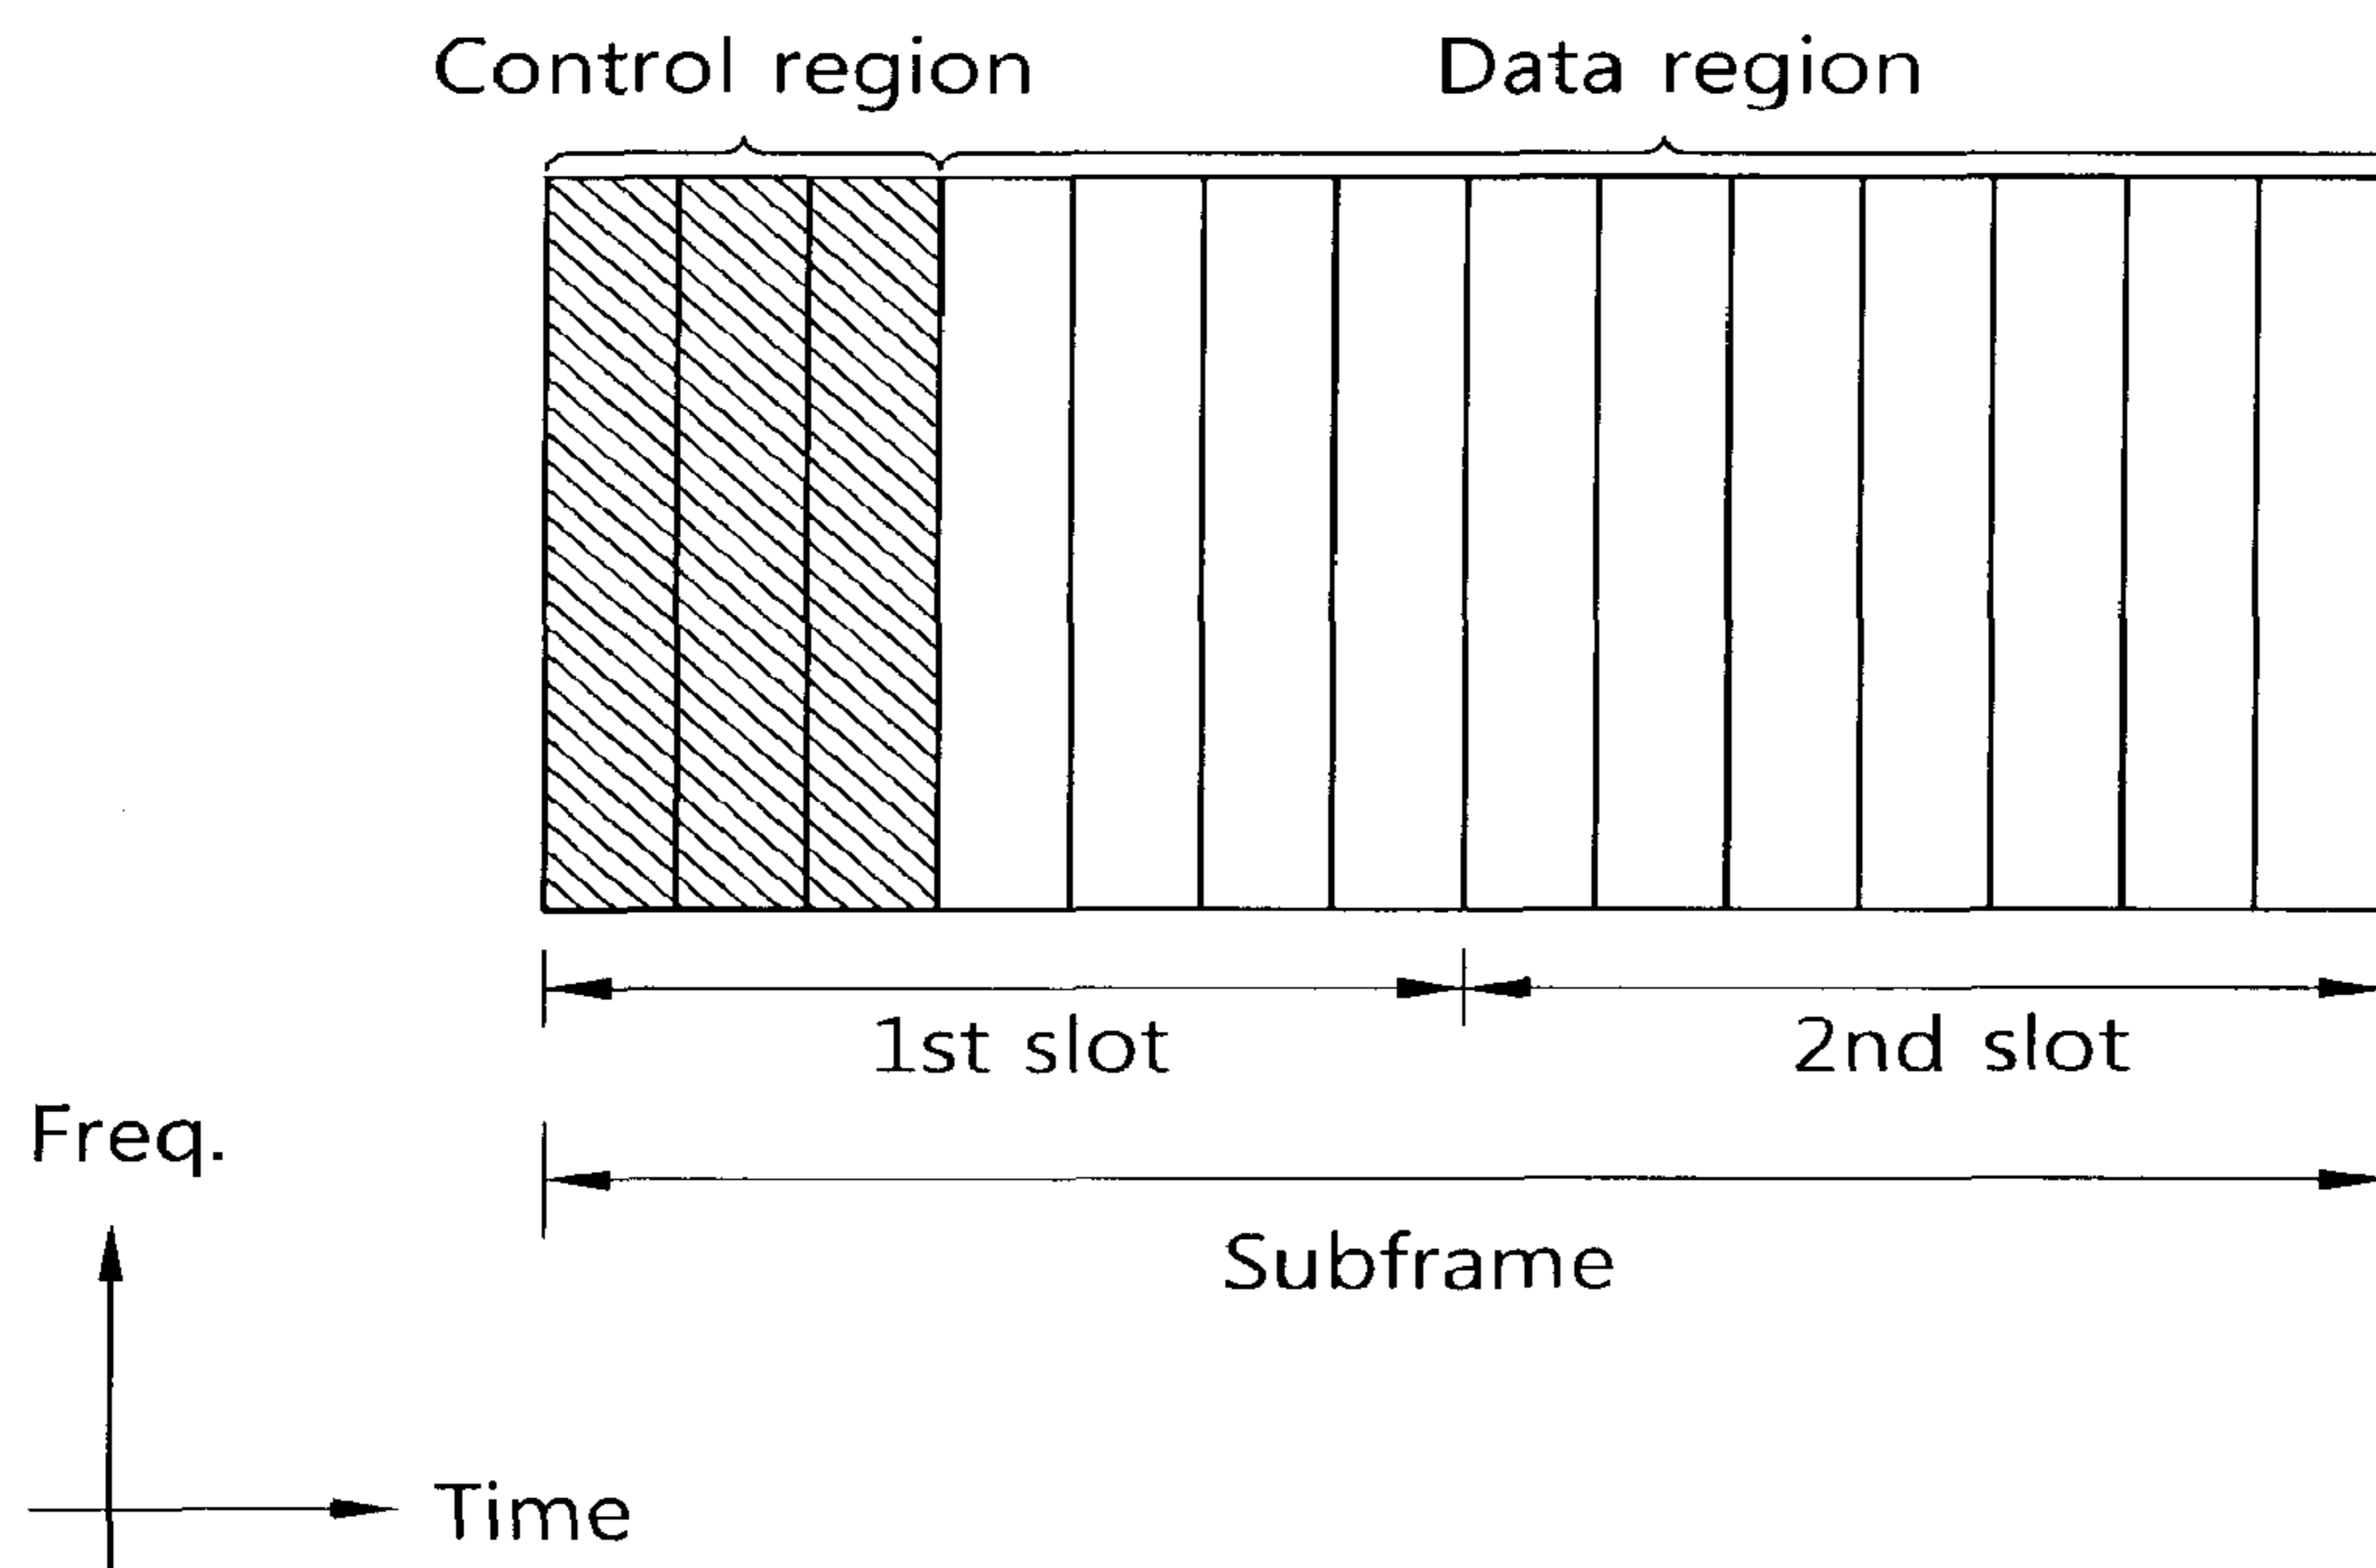 Control region
Data region
1st slot
2nd slot
Subframe
Freq.
Time